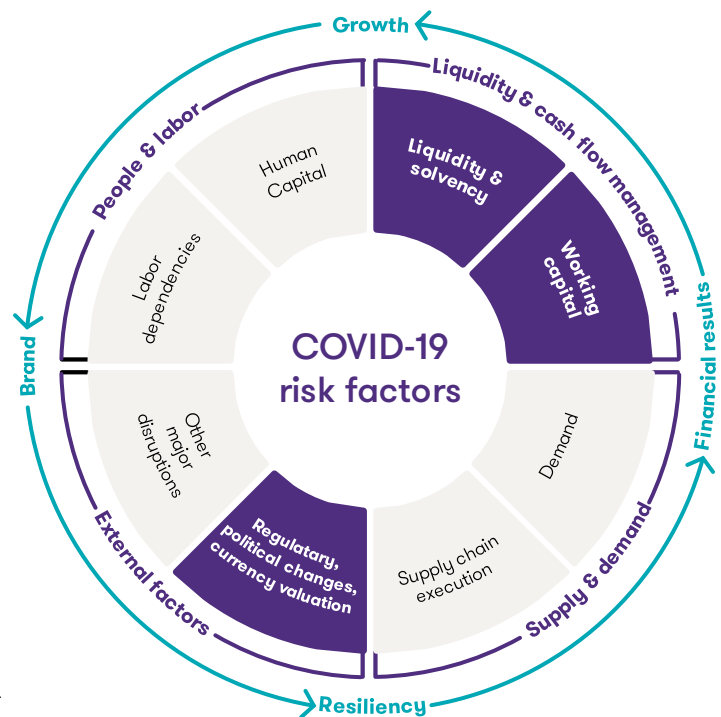 Growth
Liquidity & cash flow management
People & labor
Human
Capital
Liquidity &
solvency
Labor
dependencies
Working
capital
COVID-19
risk factors
Brand
Financial results
Other
major
disruptions
Demand
Regulatary,
political changes,
currency valuation
Supply chain
execution
External factors
Supply & demand
Resiliency